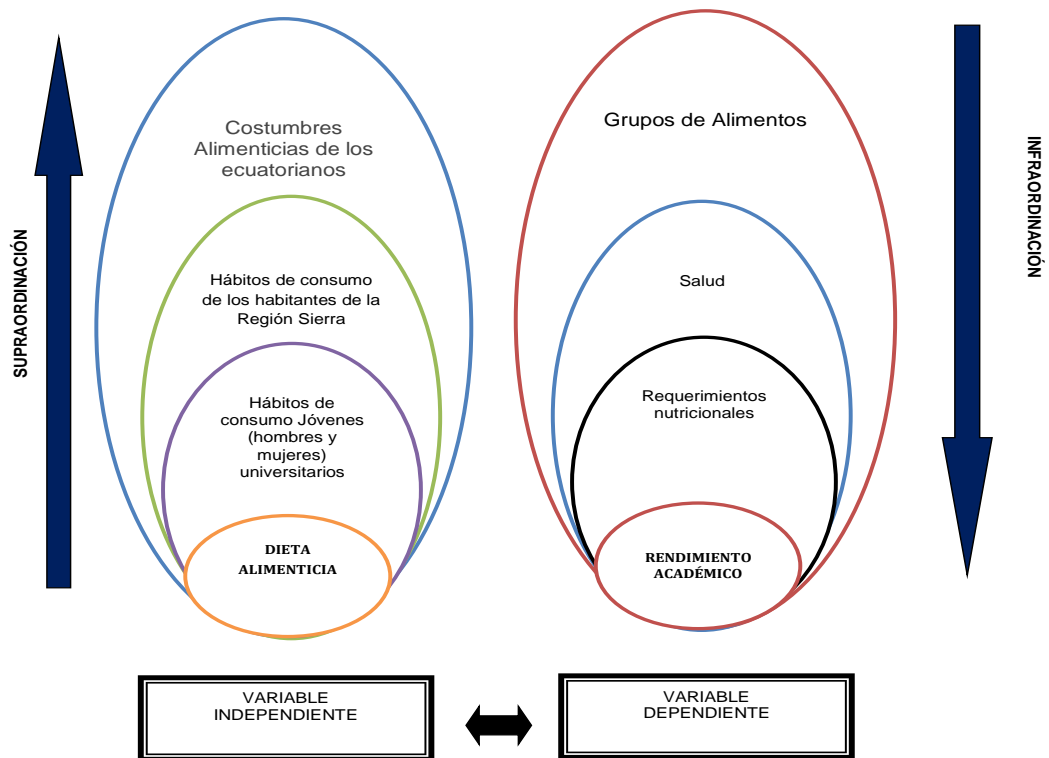 SUPRAORDINACIÓN
Costumbres
Alimenticias de los
ecuatorianos
Hábitos de consumo
de los habitantes de la
Región Sierra
Hábitos de
consumo Jóvenes
(hombres y
mujeres)
universitarios
DIETA
ALIMENTICIA
Grupos de Alimentos
Salud
Requerimientos
nutricionales
RENDIMIENTO
ACADÉMICO
INFRAORDINACIÓN
VARIABLE
INDEPENDIENTE
VARIABLE
DEPENDIENTE